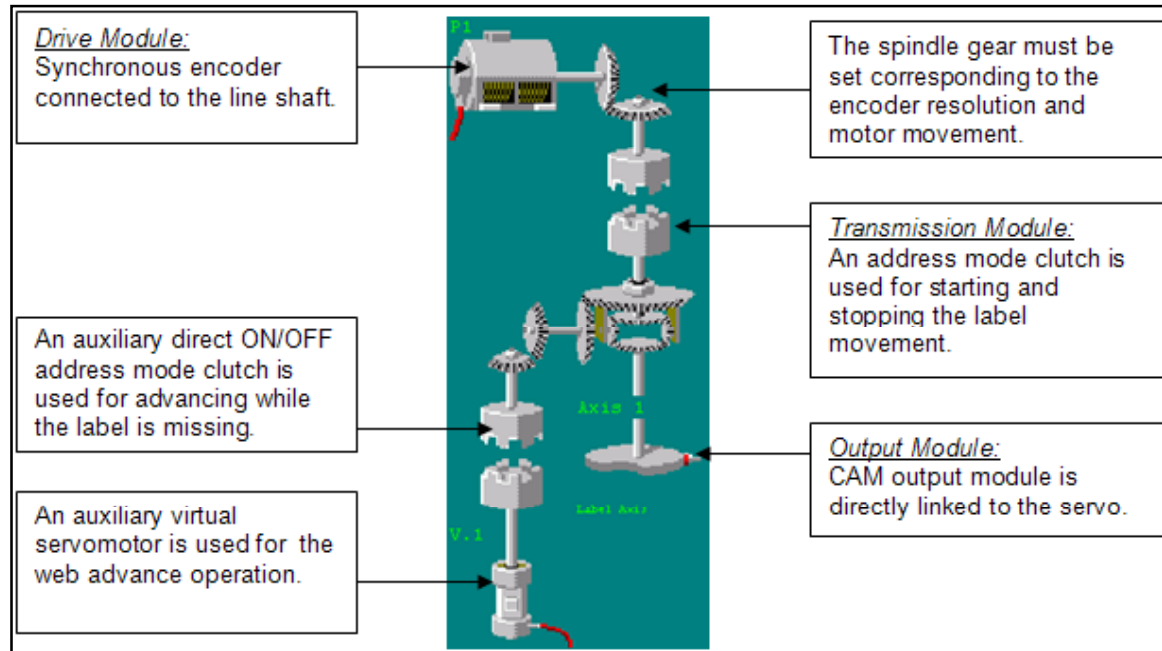 Drive Module:
Synchronous encoder
connected to the line shaft.
P1
The spindle gear must be
set corresponding to the
encoder resolution and
motor movement.
Transmission Module:
An address mode clutch is
used for starting and
stopping the label
movement.
An auxiliary direct ON/OFF
address mode clutch is
used for advancing while
the label is missing.
Axis 1
Output Module:
CAM output module is
directly linked to the servo.
Label Axis
An auxiliary virtual
servomotor is used for the
web advance operation.
V.1